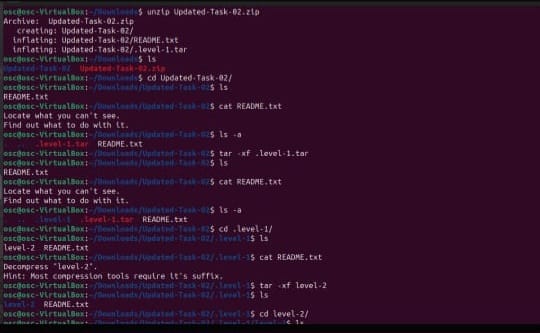 osc@osc-VirtualBox:~/Downloads$ unzip Updated-Task-02.zip
Archive:  Updated-Task-02.zip
   creating: Updated-Task-02/
  inflating: Updated-Task-02/README.txt
  inflating: Updated-Task-02/.level-1.tar
osc@osc-VirtualBox:~/Downloads$ ls
Updated-Task-02  Updated-Task-02.zip
osc@osc-VirtualBox:~/Downloads$ cd Updated-Task-02/
osc@osc-VirtualBox:~/Downloads/Updated-Task-02$ ls
README.txt
osc@osc-VirtualBox:~/Downloads/Updated-Task-02$ cat README.txt
Locate what you can't see.
Find out what to do with it.
osc@osc-VirtualBox:~/Downloads/Updated-Task-02$ ls -a
.  ..  .level-1.tar  README.txt
osc@osc-VirtualBox:~/Downloads/Updated-Task-02$ tar -xf .level-1.tar
osc@osc-VirtualBox:~/Downloads/Updated-Task-02$ ls
README.txt
osc@osc-VirtualBox:~/Downloads/Updated-Task-02$ cat README.txt
Locate what you can't see.
Find out what to do with it.
osc@osc-VirtualBox:~/Downloads/Updated-Task-02$ ls -a
.  ..  .level-1  .level-1.tar  README.txt
osc@osc-VirtualBox:~/Downloads/Updated-Task-02$ cd .level-1/
osc@osc-VirtualBox:~/Downloads/Updated-Task-02/.level-1$ ls
level-2  README.txt
osc@osc-VirtualBox:~/Downloads/Updated-Task-02/.level-1$ cat README.txt
Decompress "level-2".
Hint: Most compression tools require it's suffix.
osc@osc-VirtualBox:~/Downloads/Updated-Task-02/.level-1$ tar -xf level-2
osc@osc-VirtualBox:~/Downloads/Updated-Task-02/.level-1$ ls
level-2  README.txt
osc@osc-VirtualBox:~/Downloads/Updated-Task-02/.level-1$ cd level-2/
osc@osc-VirtualBox:~/Downloads/Updated-Task-02/.level-1/level-2$ ls